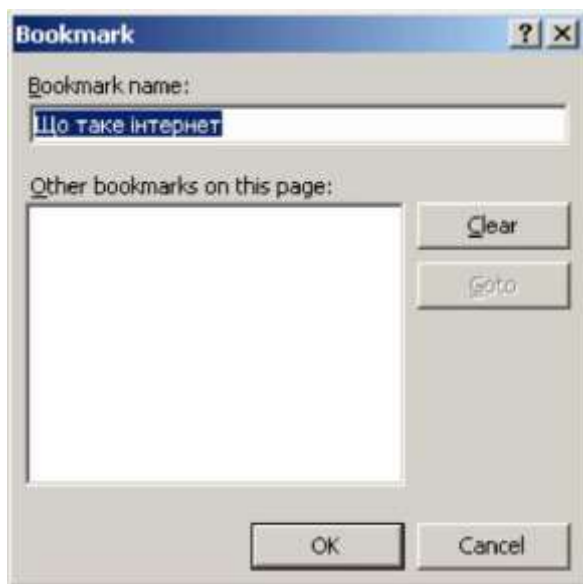 Bookmark
Bookmark name:
Що таке інтернет
Other bookmarks on this page:
Clear
Goto
OK
Cancel